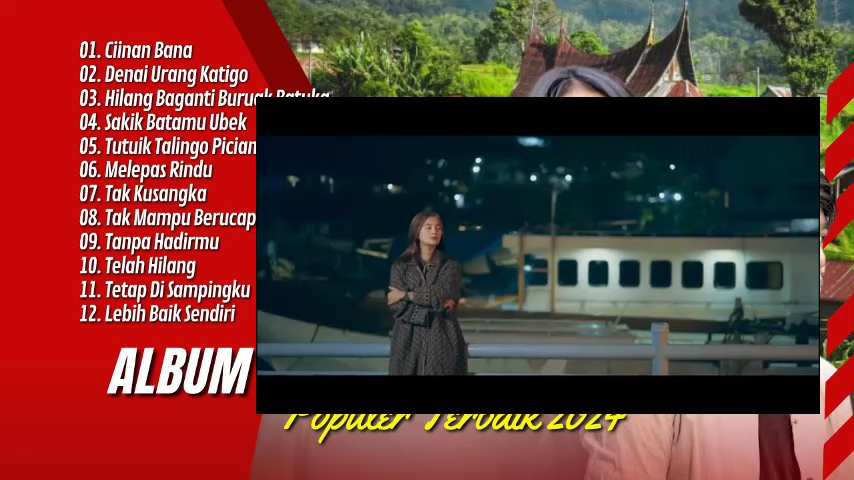 01. Ciinan Bana
02. Denai Urang Katigo
03. Hilang Baganti Buruak Batuka
04. Sakik Batamu Ubek
05. Tutuik Talingo Pician
06. Melepas Rindu
07. Tak Kusangka
08. Tak Mampu Berucap
09. Tanpa Hadirmu
10. Telah Hilang
11. Tetap Di Sampingku
12. Lebih Baik Sendiri
ALBUM
Populer Terbaik 2024